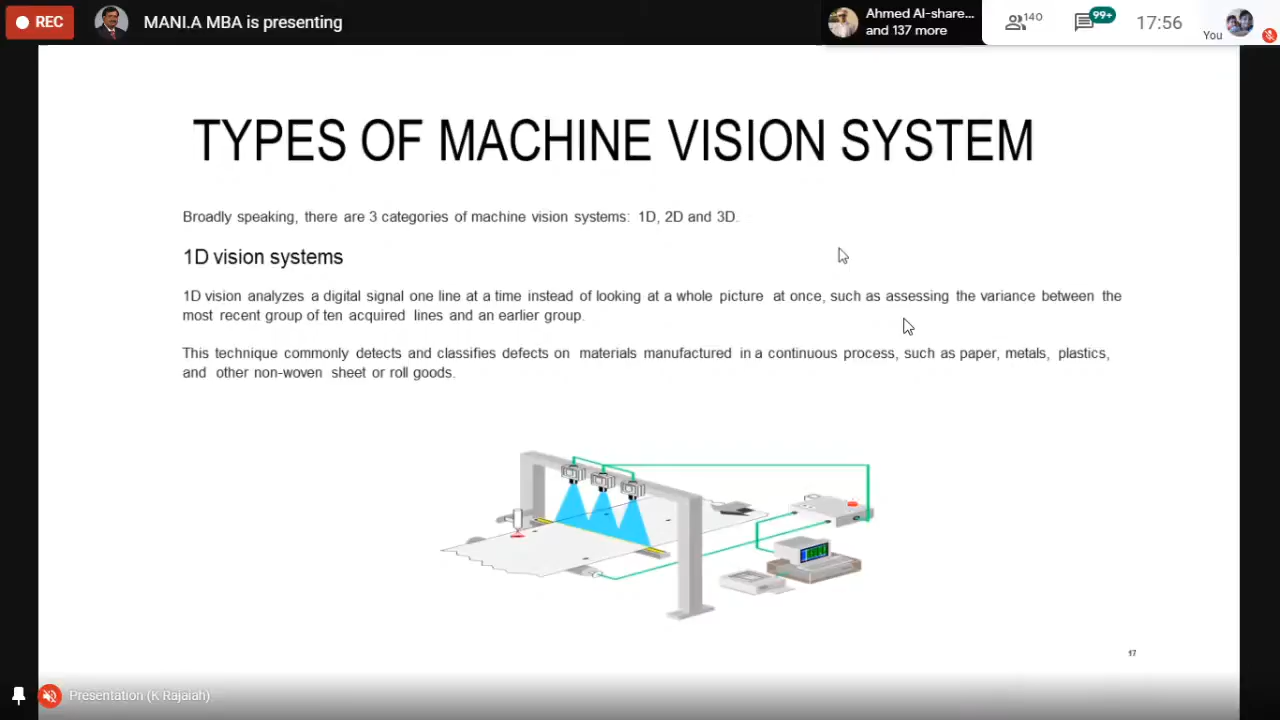 REC
MANI.A MBA is presenting
Ahmed Al-share...
and 137 more
140
99+
17:56
You
TYPES OF MACHINE VISION SYSTEM
Broadly speaking, there are 3 categories of machine vision systems: 1D, 2D and 3D.
1D vision systems
1D vision analyzes a digital signal one line at a time instead of looking at a whole picture at once, such as assessing the variance between the
most recent group of ten acquired lines and an earlier group.
This technique commonly detects and classifies defects on materials manufactured in a continuous process, such as paper, metals, plastics,
and other non-woven sheet or roll goods.
17
Presentation (K Rajaiah)